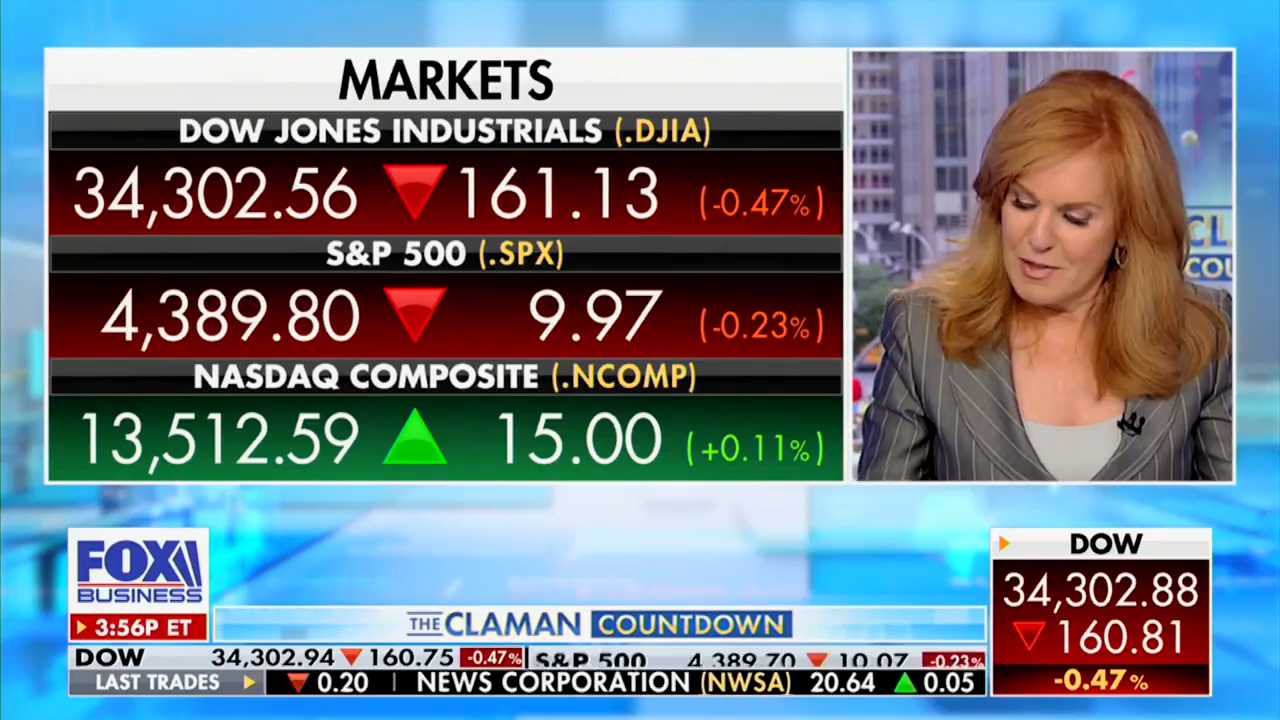 MARKETS
DOW JONES INDUSTRIALS (.DJIA)
34,302.56 ▼ 161.13 (-0.47%)
S&P 500 (.SPX)
4,389.80 ▼ 9.97 (-0.23%)
NASDAQ COMPOSITE (.NCOMP)
13,512.59 ▲ 15.00 (+0.11%)
CL
COU
FOX
BUSINESS
3:56P ET
THE CLAMAN COUNTDOWN
DOW
34,302.88
▼ 160.81
-0.47%
DOW 34,302.94 ▼ 160.75 -0.47% S&P 500 4,389.70 ▼ 10.07 -0.23%
LAST TRADES ▼ 0.20 | NEWS CORPORATION (NWSA) 20.64 ▲ 0.05